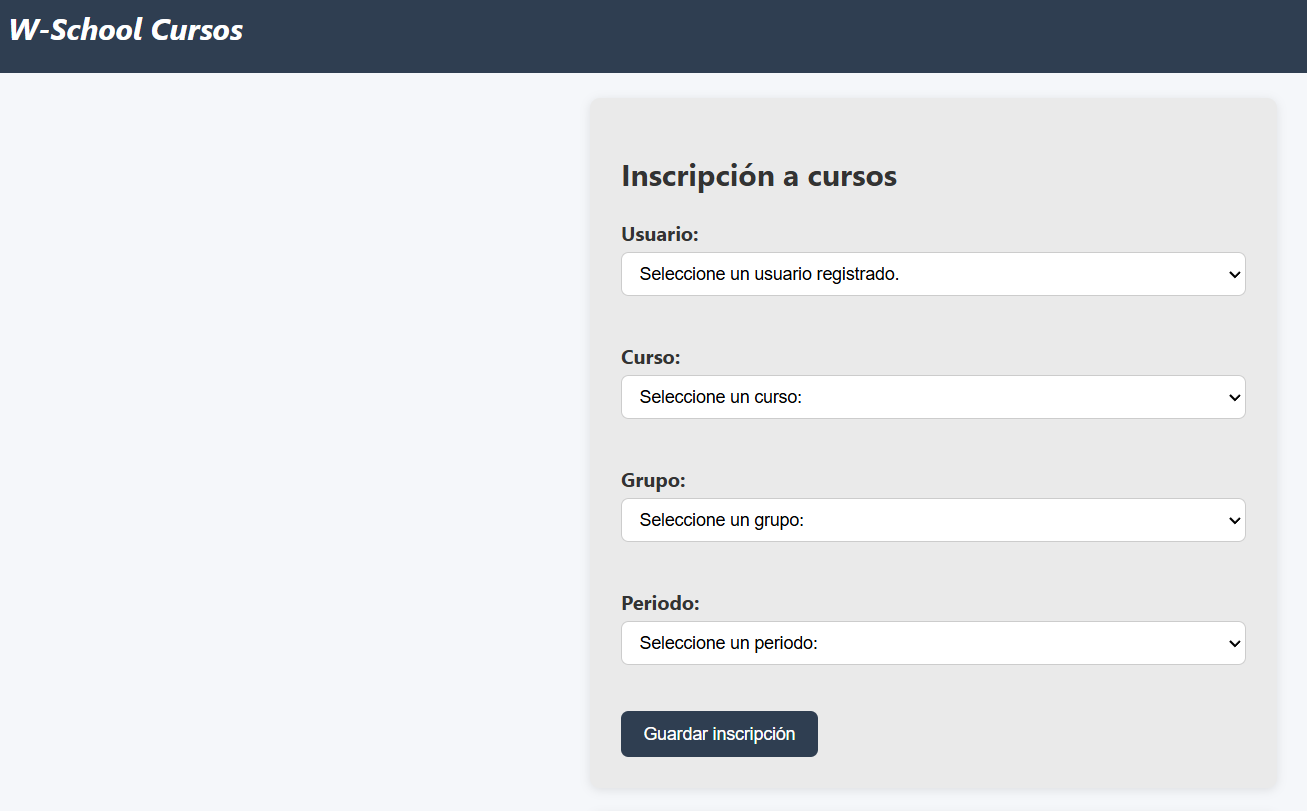 W-School Cursos
Inscripción a cursos
Usuario:
Seleccione un usuario registrado.
Curso:
Seleccione un curso:
Grupo:
Seleccione un grupo:
Periodo:
Seleccione un periodo:
Guardar inscripción